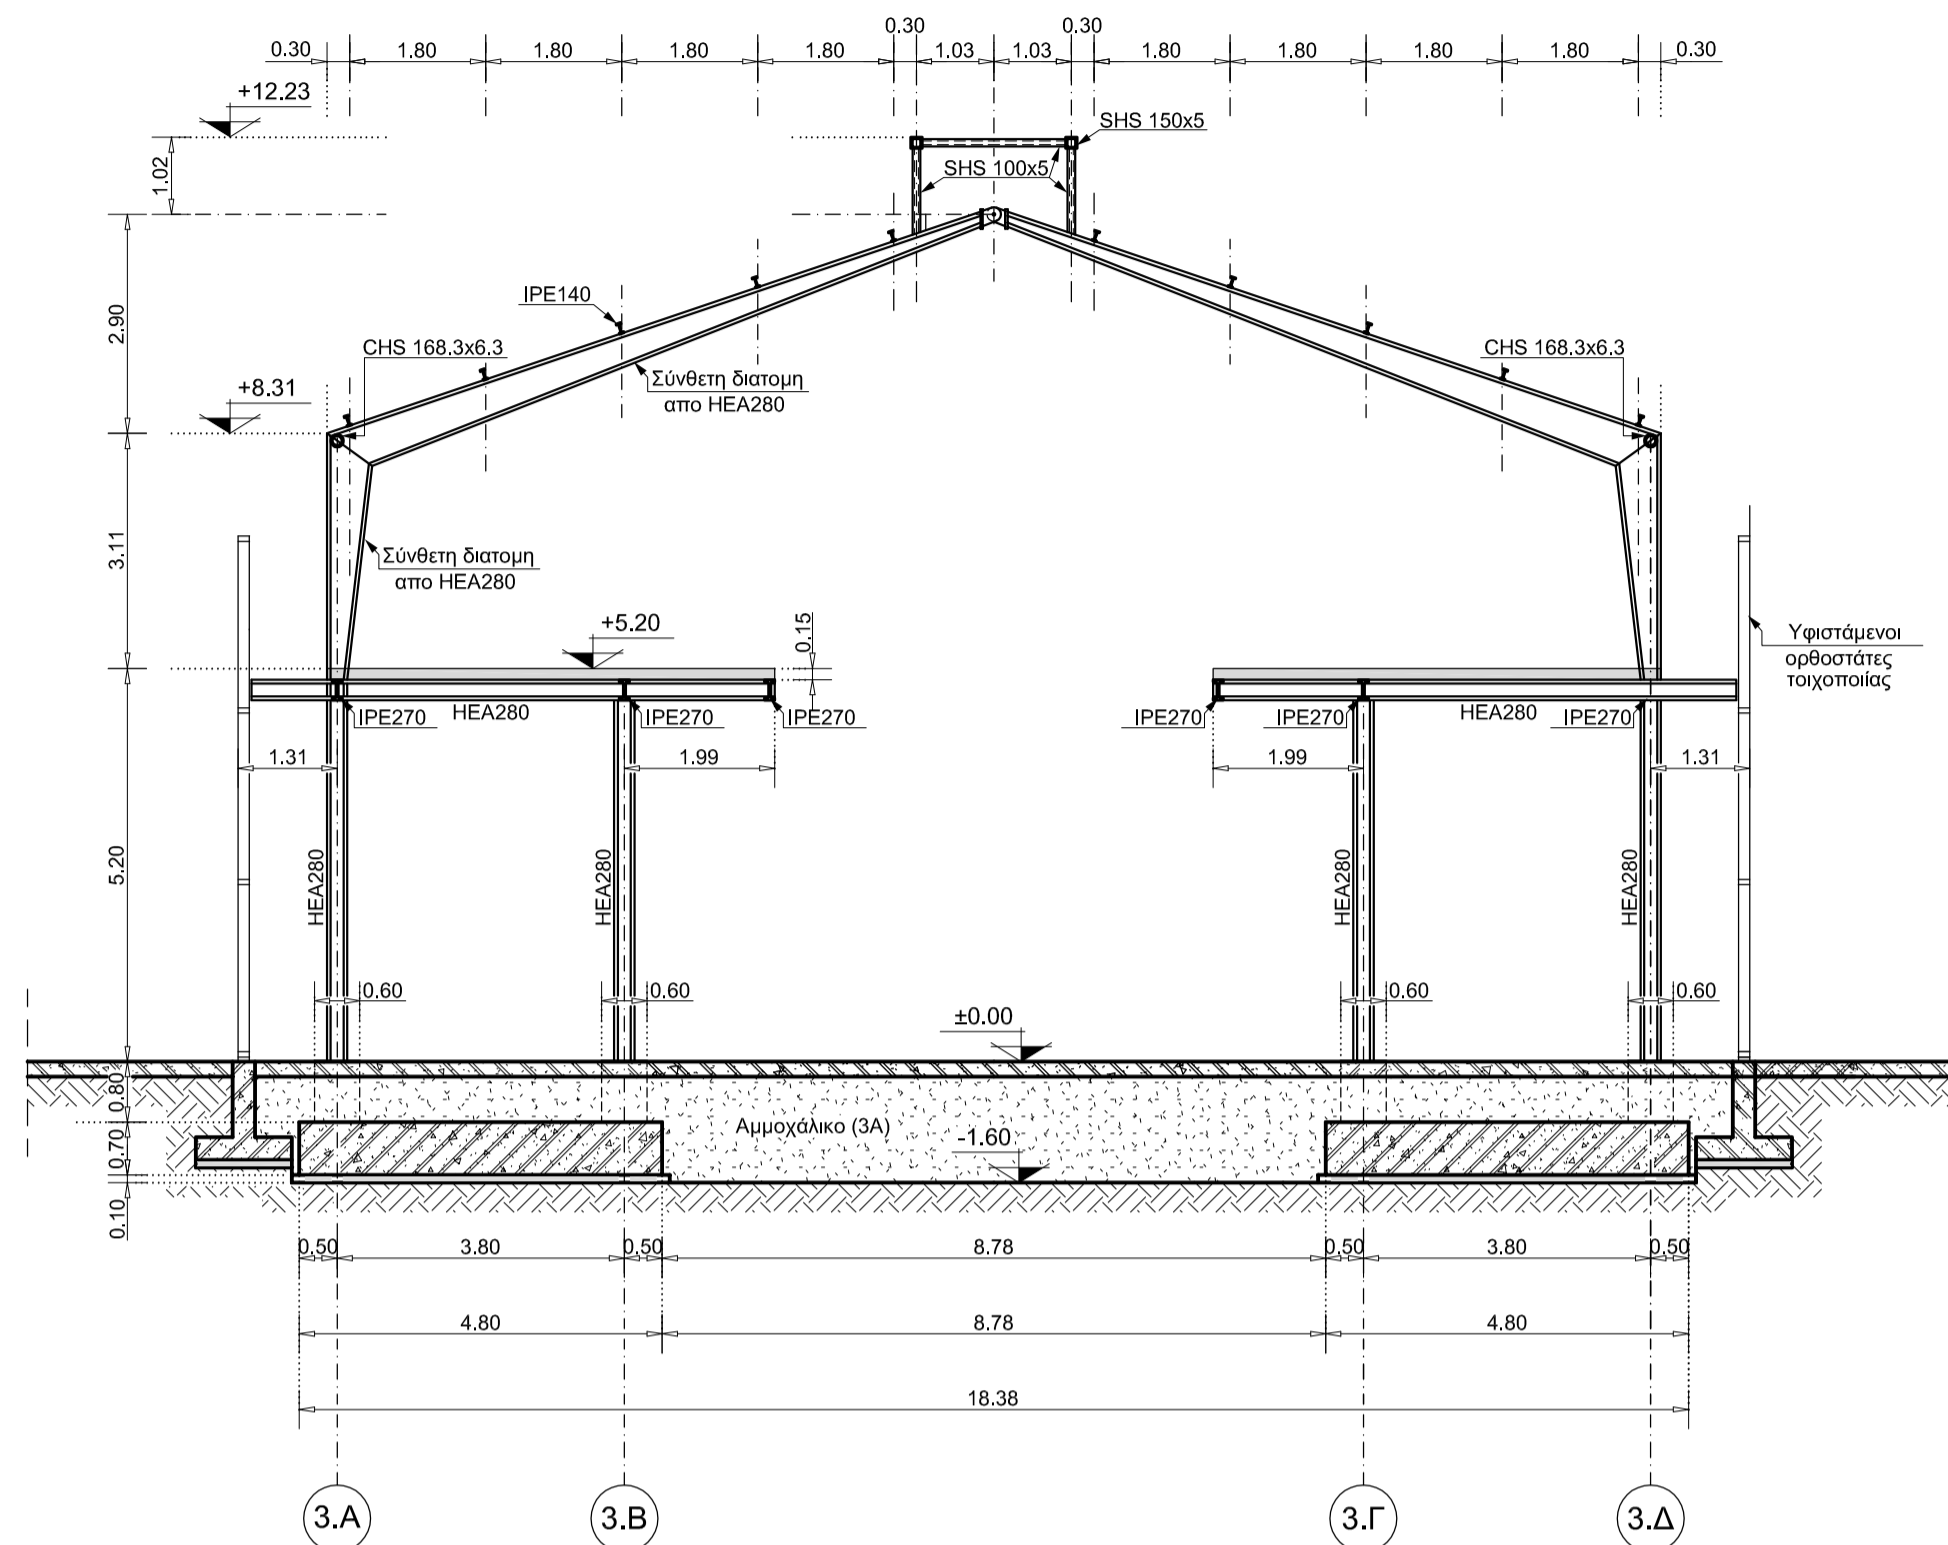 0.30 0.30
0.30 1.80 1.80 1.80 1.80 1.03 1.03 1.80 1.80 1.80 1.80 0.30
+12.23
SHS 150x5
1.02
SHS 100x5
IPE140
2.90
CHS 168.3x6.3 CHS 168.3x6.3
Σύνθετη διατομη
απο HEA280
+8.31
3.11
Σύνθετη διατομη
απο HEA280
+5.20
0.15
Υφιστάμενοι
ορθοστάτες
τοιχοποιίας
IPE270 HEA280 IPE270 IPE270 IPE270 IPE270 HEA280 IPE270
1.31 1.99 1.99 1.31
5.20
HEA280 HEA280 HEA280 HEA280
0.60 0.60 0.60 0.60
±0.00
0.80
Αμμοχάλικο (3Α)
-1.60
0.70
0.10
0.50 3.80 0.50 8.78 0.50 3.80 0.50
4.80 8.78 4.80
18.38
3.Α 3.Β 3.Γ 3.Δ